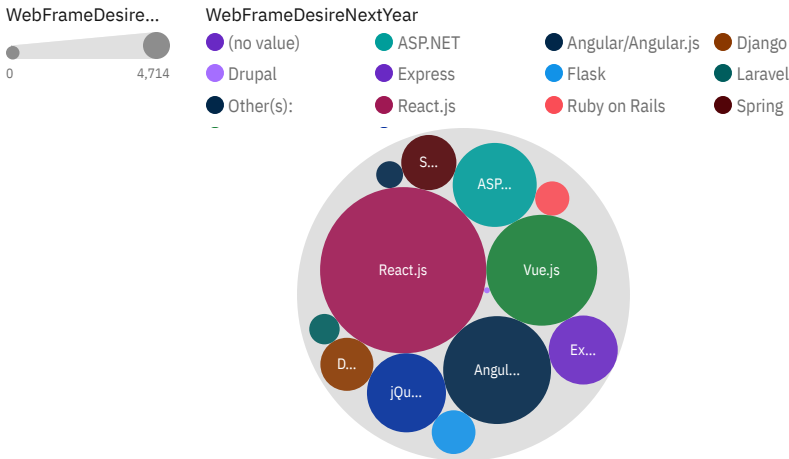 WebFrameDesire...
0 4,714
WebFrameDesireNextYear
(no value) ASP.NET Angular/Angular.js Django
Drupal Express Flask Laravel
Other(s): React.js Ruby on Rails Spring
S...
ASP...
React.js
Vue.js
Ex...
D...
Angul...
jQu...